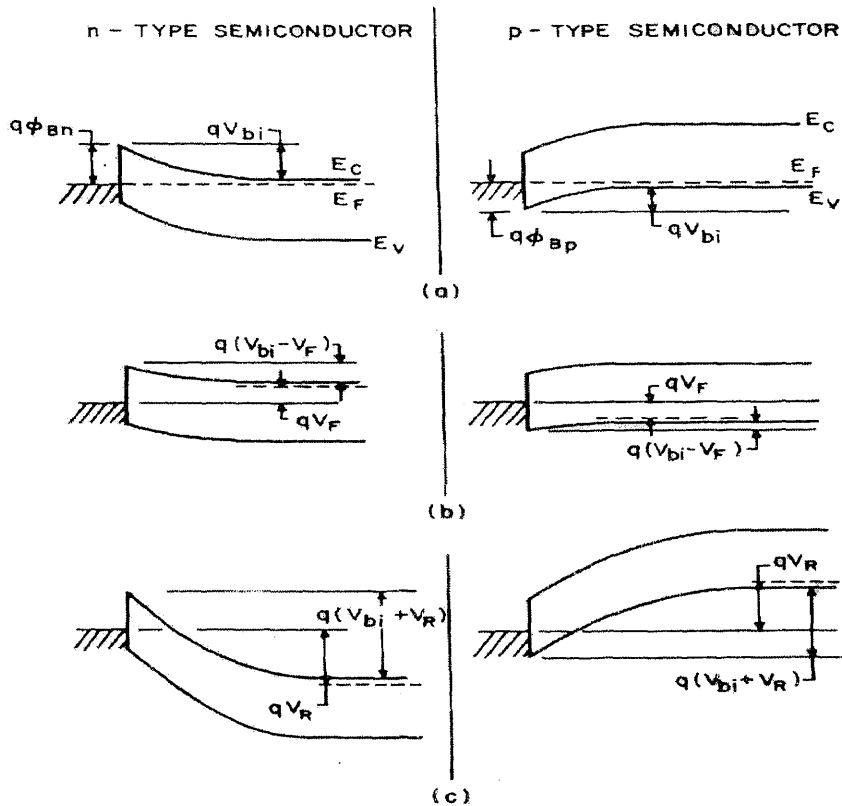 n - TYPE SEMICONDUCTOR
p - TYPE SEMICONDUCTOR
qϕBn
qVbi
EC
EF
EV
EC
EF
EV
qϕBp
qVbi
(a)
q(Vbi-VF)
qVF
qVF
q(Vbi-VF)
(b)
q(Vbi+VR)
qVR
qVR
q(Vbi+VR)
(c)